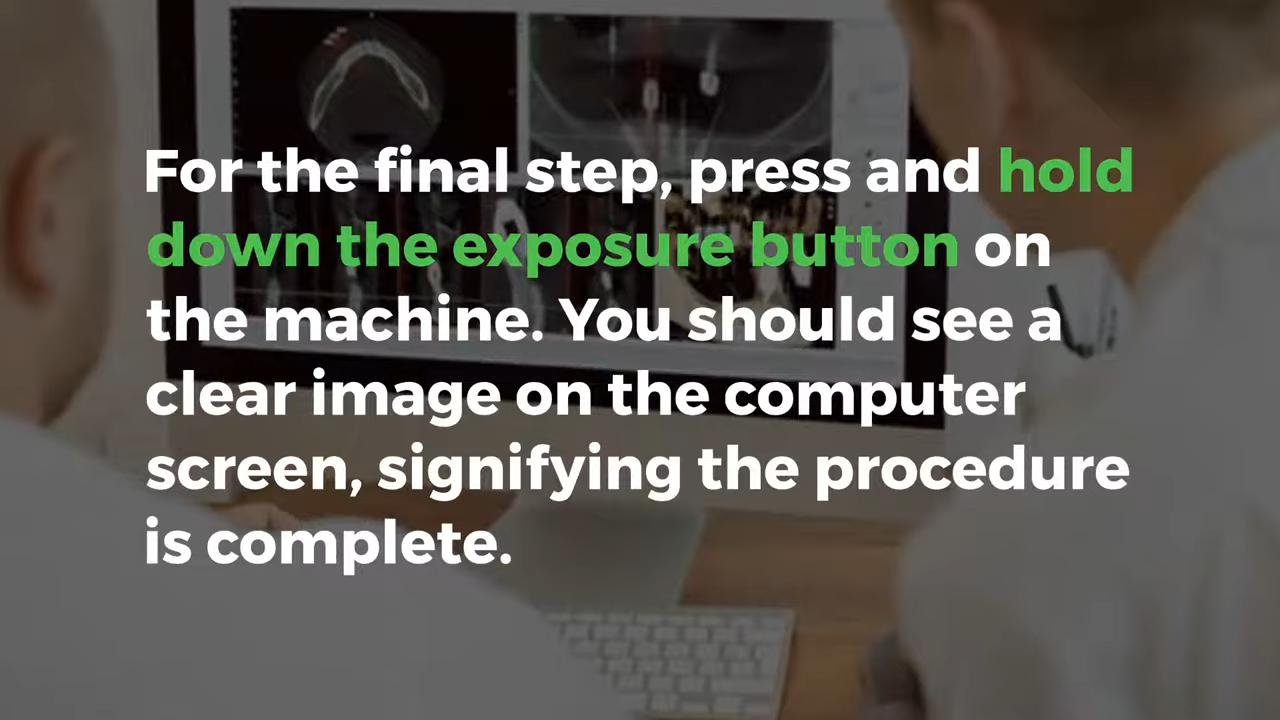 For the final step, press and hold
down the exposure button on
the machine. You should see a
clear image on the computer
screen, signifying the procedure
is complete.